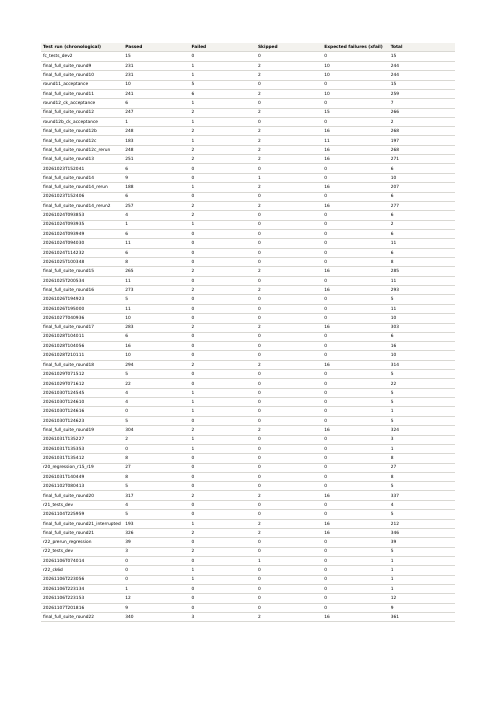 Test run (chronological) Passed Failed Skipped Expected failures (xfail) Total
fc_tests_dev2 15 0 0 0 15
final_full_suite_round9 231 1 2 10 244
final_full_suite_round10 231 1 2 10 244
round11_acceptance 10 5 0 0 15
final_full_suite_round11 241 6 2 10 259
round12_ck_acceptance 6 1 0 0 7
final_full_suite_round12 247 2 2 15 266
round12b_ck_acceptance 1 1 0 0 2
final_full_suite_round12b 248 2 2 16 268
final_full_suite_round12c 183 1 2 11 197
final_full_suite_round12c_rerun 248 2 2 16 268
final_full_suite_round13 251 2 2 16 271
20261023T152041 6 0 0 0 6
final_full_suite_round14 9 0 1 0 10
final_full_suite_round14_rerun 188 1 2 16 207
20261023T152406 6 0 0 0 6
final_full_suite_round14_rerun2 257 2 2 16 277
20261024T093853 4 2 0 0 6
20261024T093935 1 1 0 0 2
20261024T093949 6 0 0 0 6
20261024T094030 11 0 0 0 11
20261024T114232 6 0 0 0 6
20261025T100348 8 0 0 0 8
final_full_suite_round15 265 2 2 16 285
20261025T200534 11 0 0 0 11
final_full_suite_round16 273 2 2 16 293
20261026T194923 5 0 0 0 5
20261026T195000 11 0 0 0 11
20261027T040936 10 0 0 0 10
final_full_suite_round17 283 2 2 16 303
20261028T104011 6 0 0 0 6
20261028T104056 16 0 0 0 16
20261028T210111 10 0 0 0 10
final_full_suite_round18 294 2 2 16 314
20261029T071512 5 0 0 0 5
20261029T071612 22 0 0 0 22
20261030T124545 4 1 0 0 5
20261030T124610 4 1 0 0 5
20261030T124616 0 1 0 0 1
20261030T124623 5 0 0 0 5
final_full_suite_round19 304 2 2 16 324
20261031T135227 2 1 0 0 3
20261031T135353 0 1 0 0 1
20261031T135412 8 0 0 0 8
r20_regression_r15_r19 27 0 0 0 27
20261031T140449 8 0 0 0 8
20261102T080413 5 0 0 0 5
final_full_suite_round20 317 2 2 16 337
r21_tests_dev 4 0 0 0 4
20261104T225959 5 0 0 0 5
final_full_suite_round21_interrupted 193 1 2 16 212
final_full_suite_round21 326 2 2 16 346
r22_prerun_regression 39 0 0 0 39
r22_tests_dev 3 2 0 0 5
20261106T074014 0 0 1 0 1
r22_ck6d 0 1 0 0 1
20261106T223056 0 1 0 0 1
20261106T223134 1 0 0 0 1
20261106T223153 12 0 0 0 12
20261107T201816 9 0 0 0 9
final_full_suite_round22 340 3 2 16 361